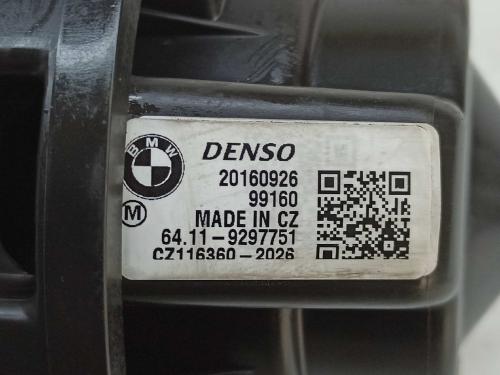 BMW
DENSO
20160926
99160
M
MADE IN CZ
64.11-9297751
CZ116360-2026